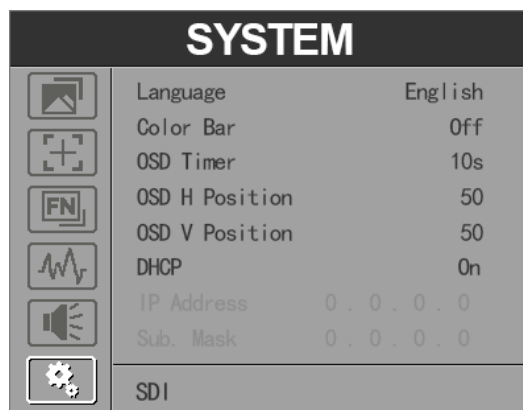 SYSTEM
Language English
Color Bar Off
OSD Timer 10s
OSD H Position 50
FN
OSD V Position 50
DHCP On
IP Address 0 . 0 . 0 . 0
Sub. Mask 0 . 0 . 0 . 0
SDI